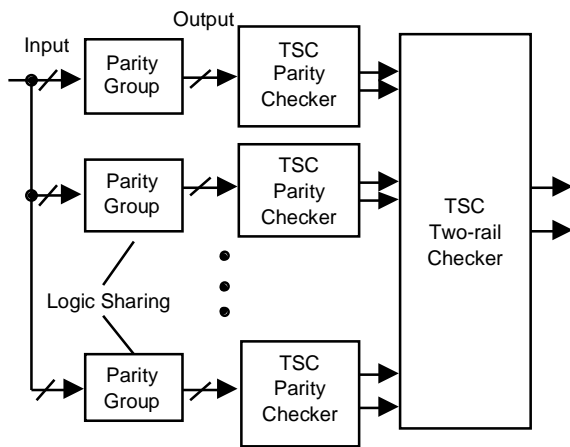 Input
Output
Parity
Group
TSC
Parity
Checker
Parity
Group
TSC
Parity
Checker
TSC
Two-rail
Checker
Logic Sharing
Parity
Group
TSC
Parity
Checker